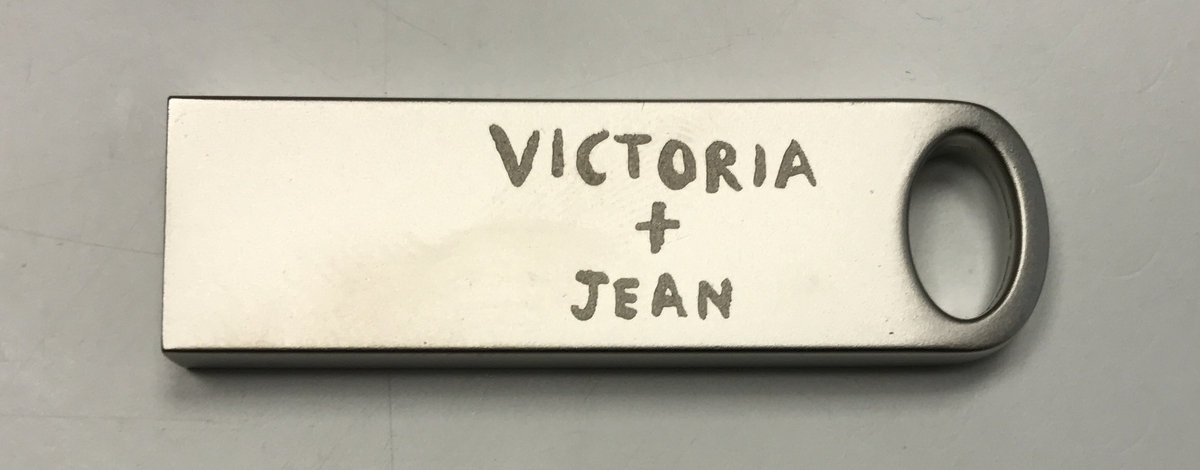 VICTORIA
+
JEAN